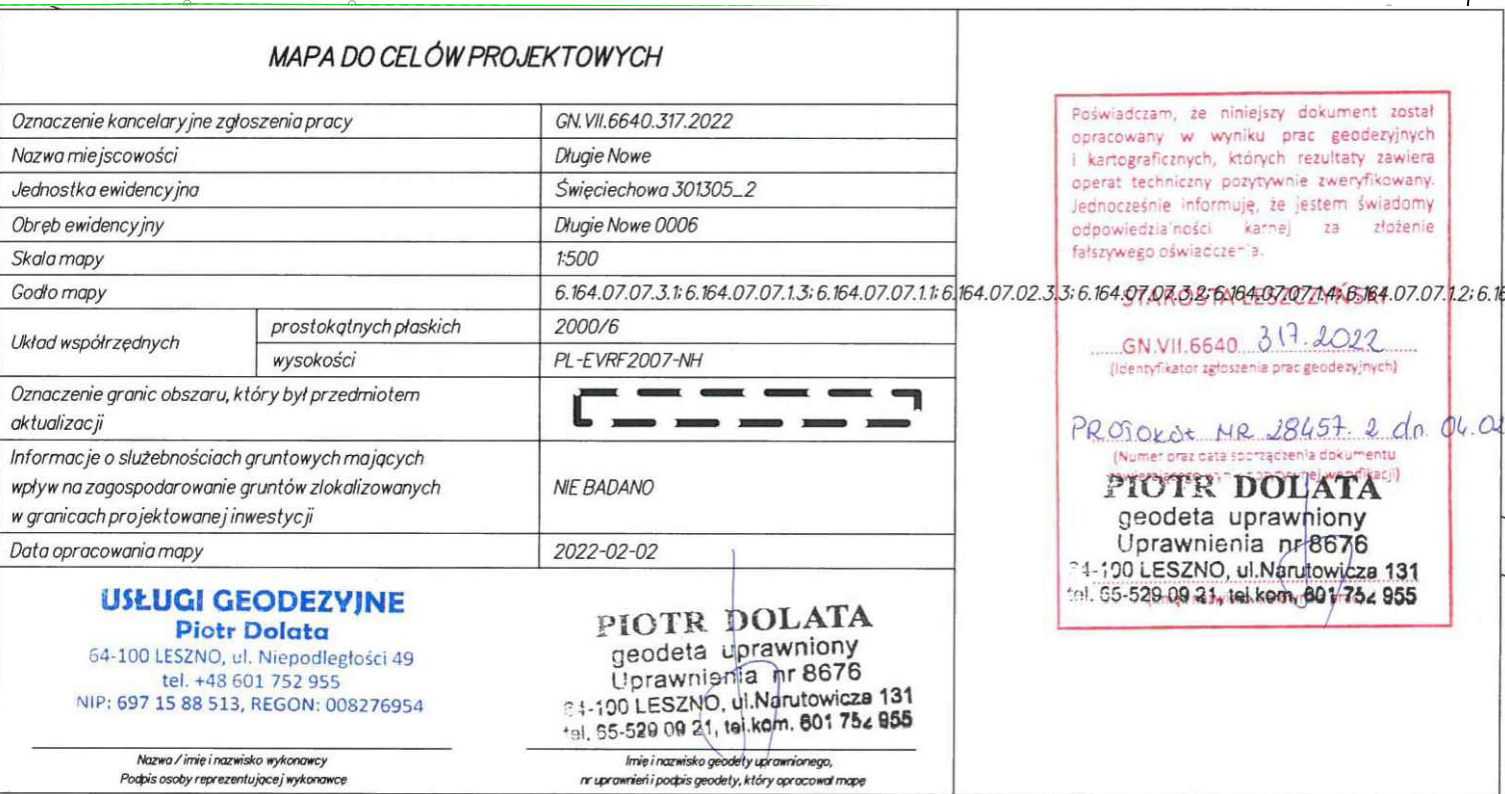 MAPA DO CELÓW PROJEKTOWYCH
Oznaczenie kancelaryjne zgłoszenia pracy GN.VII.6640.317.2022
Nazwa miejscowości Długie Nowe
Jednostka ewidencyjna Święciechowa 301305_2
Obręb ewidencyjny Długie Nowe 0006
Skala mapy 1:500
Godło mapy 6.164.07.07.3.1; 6.164.07.07.1.3; 6.164.07.07.1.1; 6.164.07.02.3.3; 6.164.07.07.3.2; 6.164.07.07.1.4; 6.164.07.07.1.2; 6.16
Układ współrzędnych prostokątnych płaskich 2000/6
wysokości PL-EVRF2007-NH
Oznaczenie granic obszaru, który był przedmiotem
aktualizacji
Informacje o służebnościach gruntowych mających
wpływ na zagospodarowanie gruntów zlokalizowanych
w granicach projektowanej inwestycji
NIE BADANO
Data opracowania mapy 2022-02-02
USŁUGI GEODEZYJNE
Piotr Dolata
64-100 LESZNO, ul. Niepodległości 49
tel. +48 601 752 955
NIP: 697 15 88 513, REGON: 008276954
Nazwa / imię i nazwisko wykonawcy
Podpis osoby reprezentującej wykonawcę
PIOTR DOLATA
geodeta uprawniony
Uprawnienia nr 8676
64-100 LESZNO, ul.Narutowicza 131
tel. 65-529 09 21, tel.kom. 601 752 955
Imię i nazwisko geodety uprawnionego,
nr uprawnień i podpis geodety, który opracował mapę
Poświadczam, że niniejszy dokument został
opracowany w wyniku prac geodezyjnych
i kartograficznych, których rezultaty zawiera
operat techniczny pozytywnie zweryfikowany.
Jednocześnie informuję, że jestem świadomy
odpowiedzialności karnej za złożenie
fałszywego oświadczenia.
STAROSTA LESZCZYŃSKI
GN.VII.6640 317.2022
(Identyfikator zgłoszenia prac geodezyjnych)
PROTOKÓŁ NR 28457. 2 dn. 04.02
(Numer oraz data sporządzenia dokumentu
PIOTR DOLATA
geodeta uprawniony
Uprawnienia nr 8676
64-100 LESZNO, ul.Narutowicza 131
tel. 65-529 09 21, tel.kom. 601 752 955